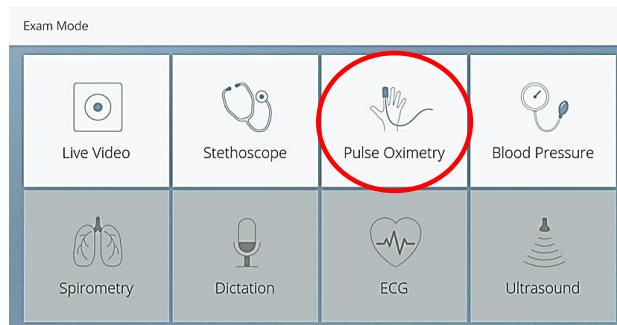 Exam Mode
Live Video
Stethoscope
Pulse Oximetry
Blood Pressure
Spirometry
Dictation
ECG
Ultrasound